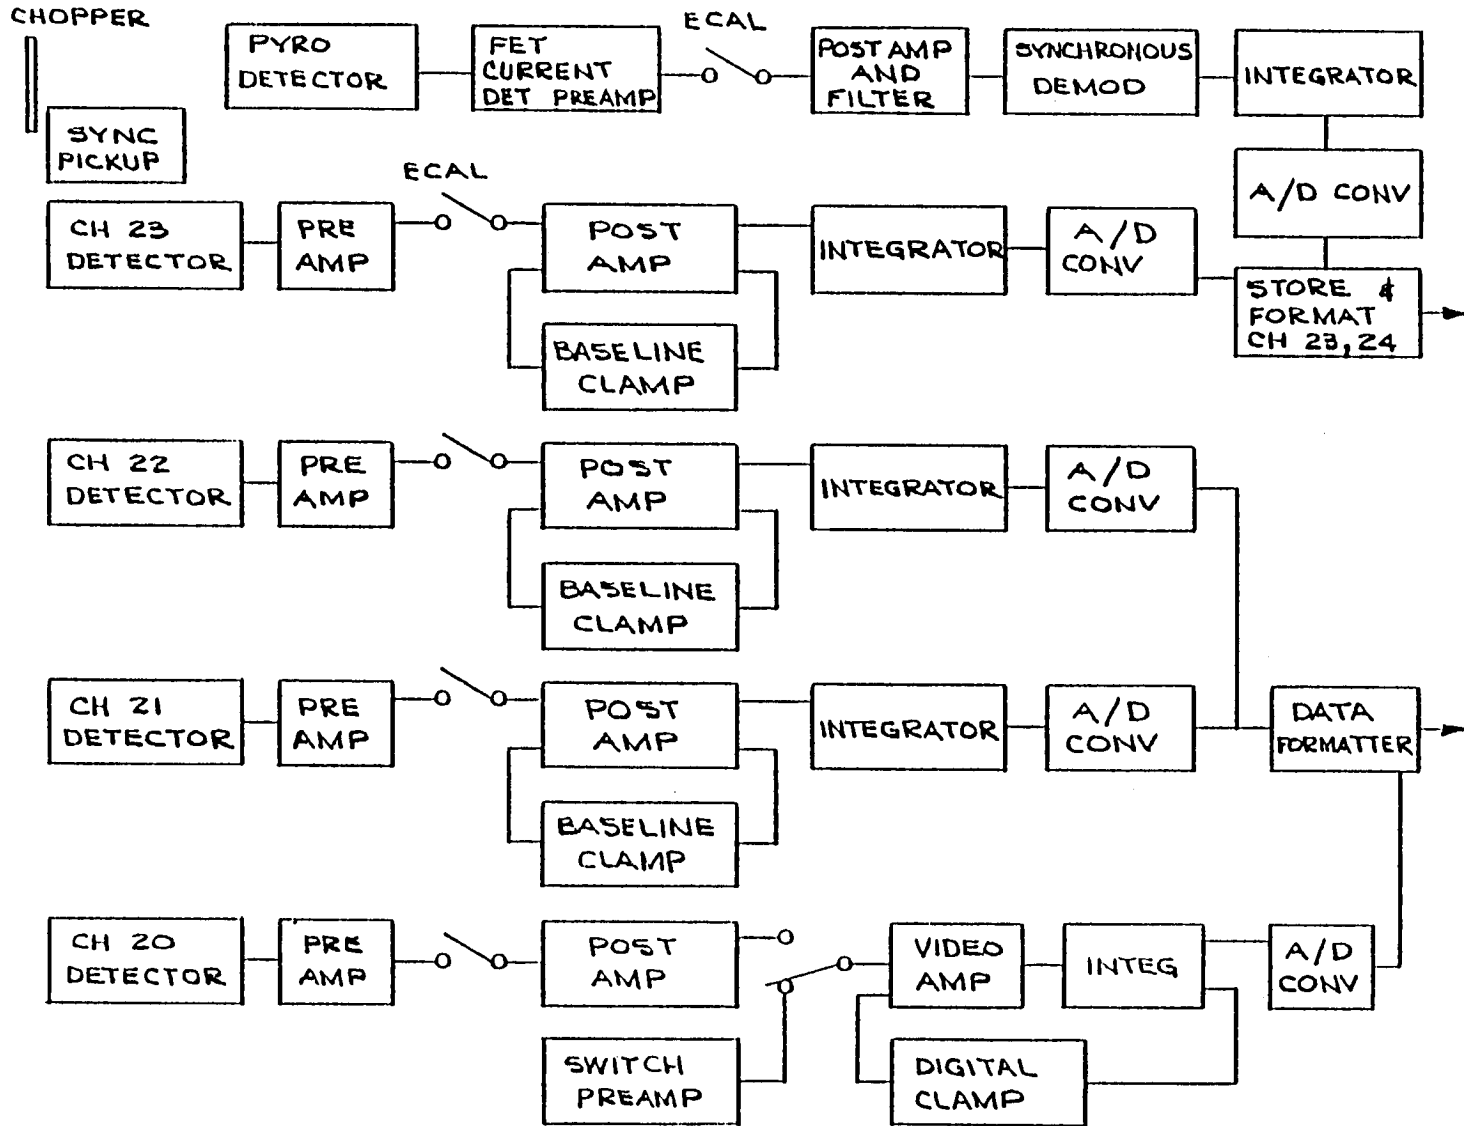 CHOPPER
ECAL
PYRO
DETECTOR
FET
CURRENT
DET PREAMP
POST AMP
AND
FILTER
SYNCHRONOUS
DEMOD
INTEGRATOR
SYNC
PICKUP
A/D CONV
ECAL
CH 23
DETECTOR
PRE
AMP
POST
AMP
INTEGRATOR
A/D
CONV
STORE &
FORMAT
CH 23, 24
BASELINE
CLAMP
CH 22
DETECTOR
PRE
AMP
POST
AMP
INTEGRATOR
A/D
CONV
BASELINE
CLAMP
CH 21
DETECTOR
PRE
AMP
POST
AMP
INTEGRATOR
A/D
CONV
DATA
FORMATTER
BASELINE
CLAMP
CH 20
DETECTOR
PRE
AMP
POST
AMP
VIDEO
AMP
INTEG
A/D
CONV
SWITCH
PREAMP
DIGITAL
CLAMP